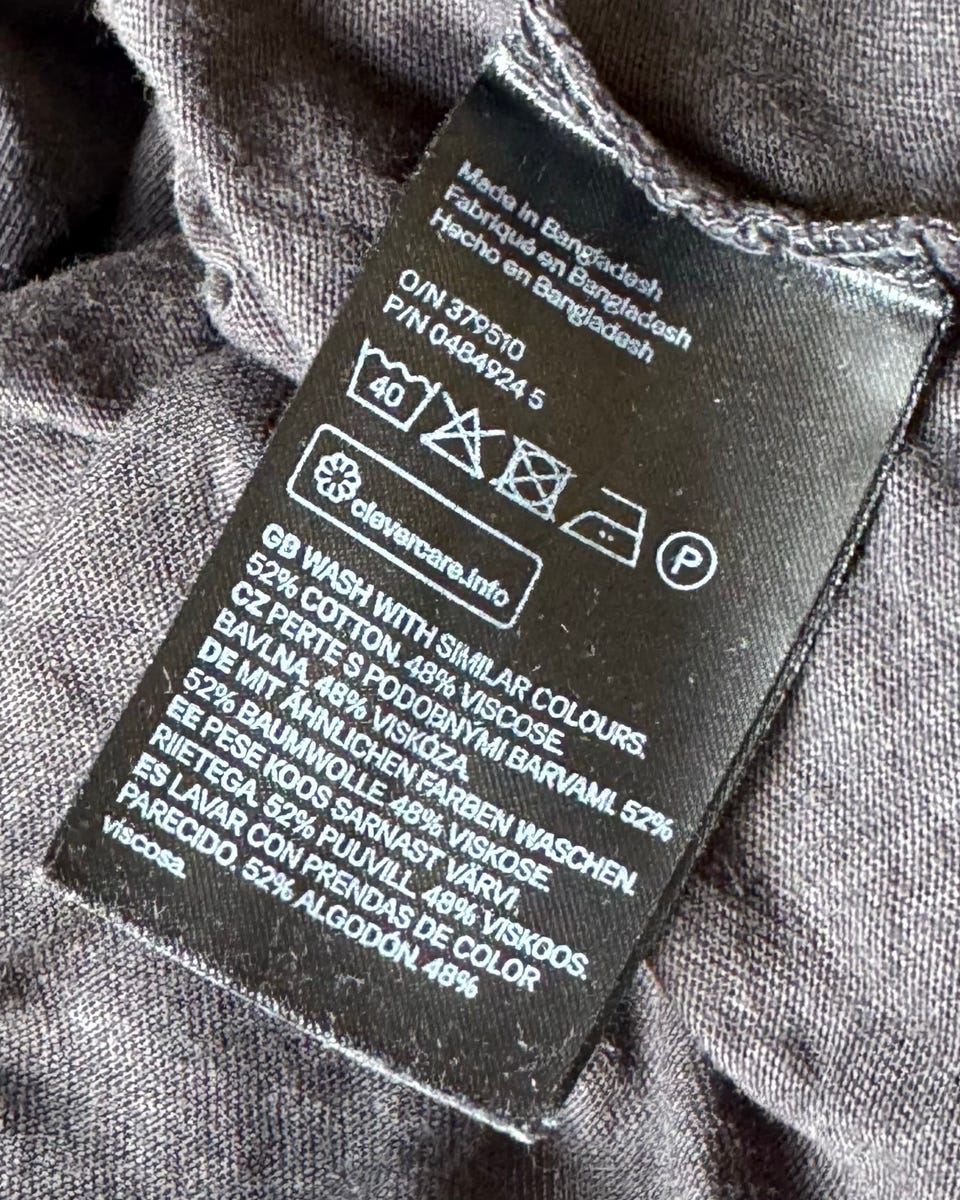 Made in Bangladesh
Fabriqué en Bangladesh
Hecho en Bangladesh
O/N 379510
P/N 0484924 5
40
P
clevercare.info
GB WASH WITH SIMILAR COLOURS.
52% COTTON, 48% VISCOSE.
CZ PERTE S PODOBNÝMI BARVAMI. 52%
BAVLNA, 48% VISKÓZA.
DE MIT ÄHNLICHEN FARBEN WASCHEN.
52% BAUMWOLLE, 48% VISKOSE.
EE PESE KOOS SARNAST VÄRVI
RIIETEGA. 52% PUUVILL, 48% VISKOOS.
ES LAVAR CON PRENDAS DE COLOR
PARECIDO. 52% ALGODÓN, 48%
viscosa.